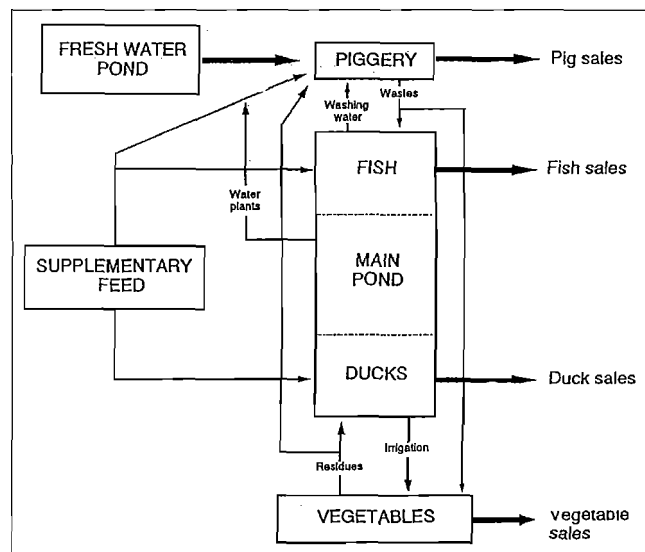 FRESH WATER
POND
PIGGERY
Pig sales
Washing
water
Wastes
FISH
Fish sales
Water
plants
SUPPLEMENTARY
FEED
MAIN
POND
DUCKS
Duck sales
Residues
Irrigation
VEGETABLES
Vegetable
sales